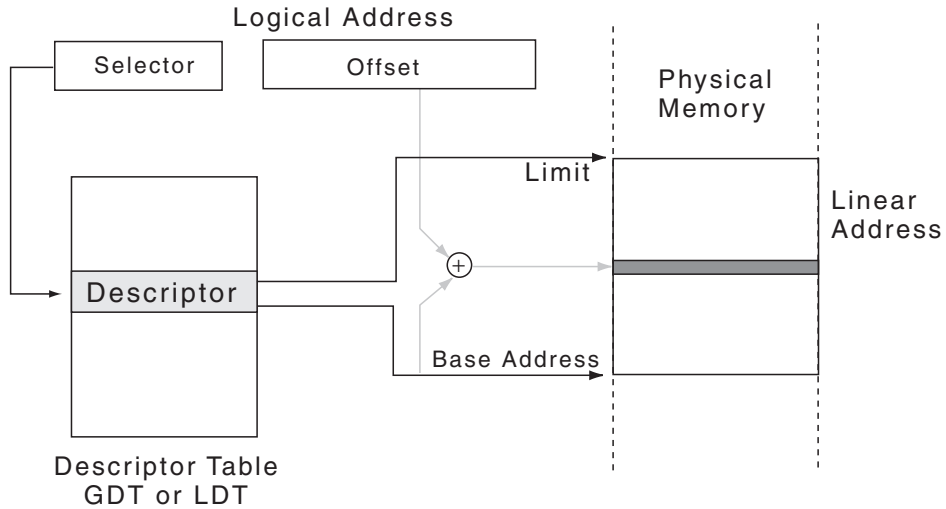 Logical Address
Selector
Offset
Physical
Memory
Limit
Linear
Address
Descriptor
+
Base Address
Descriptor Table
GDT or LDT